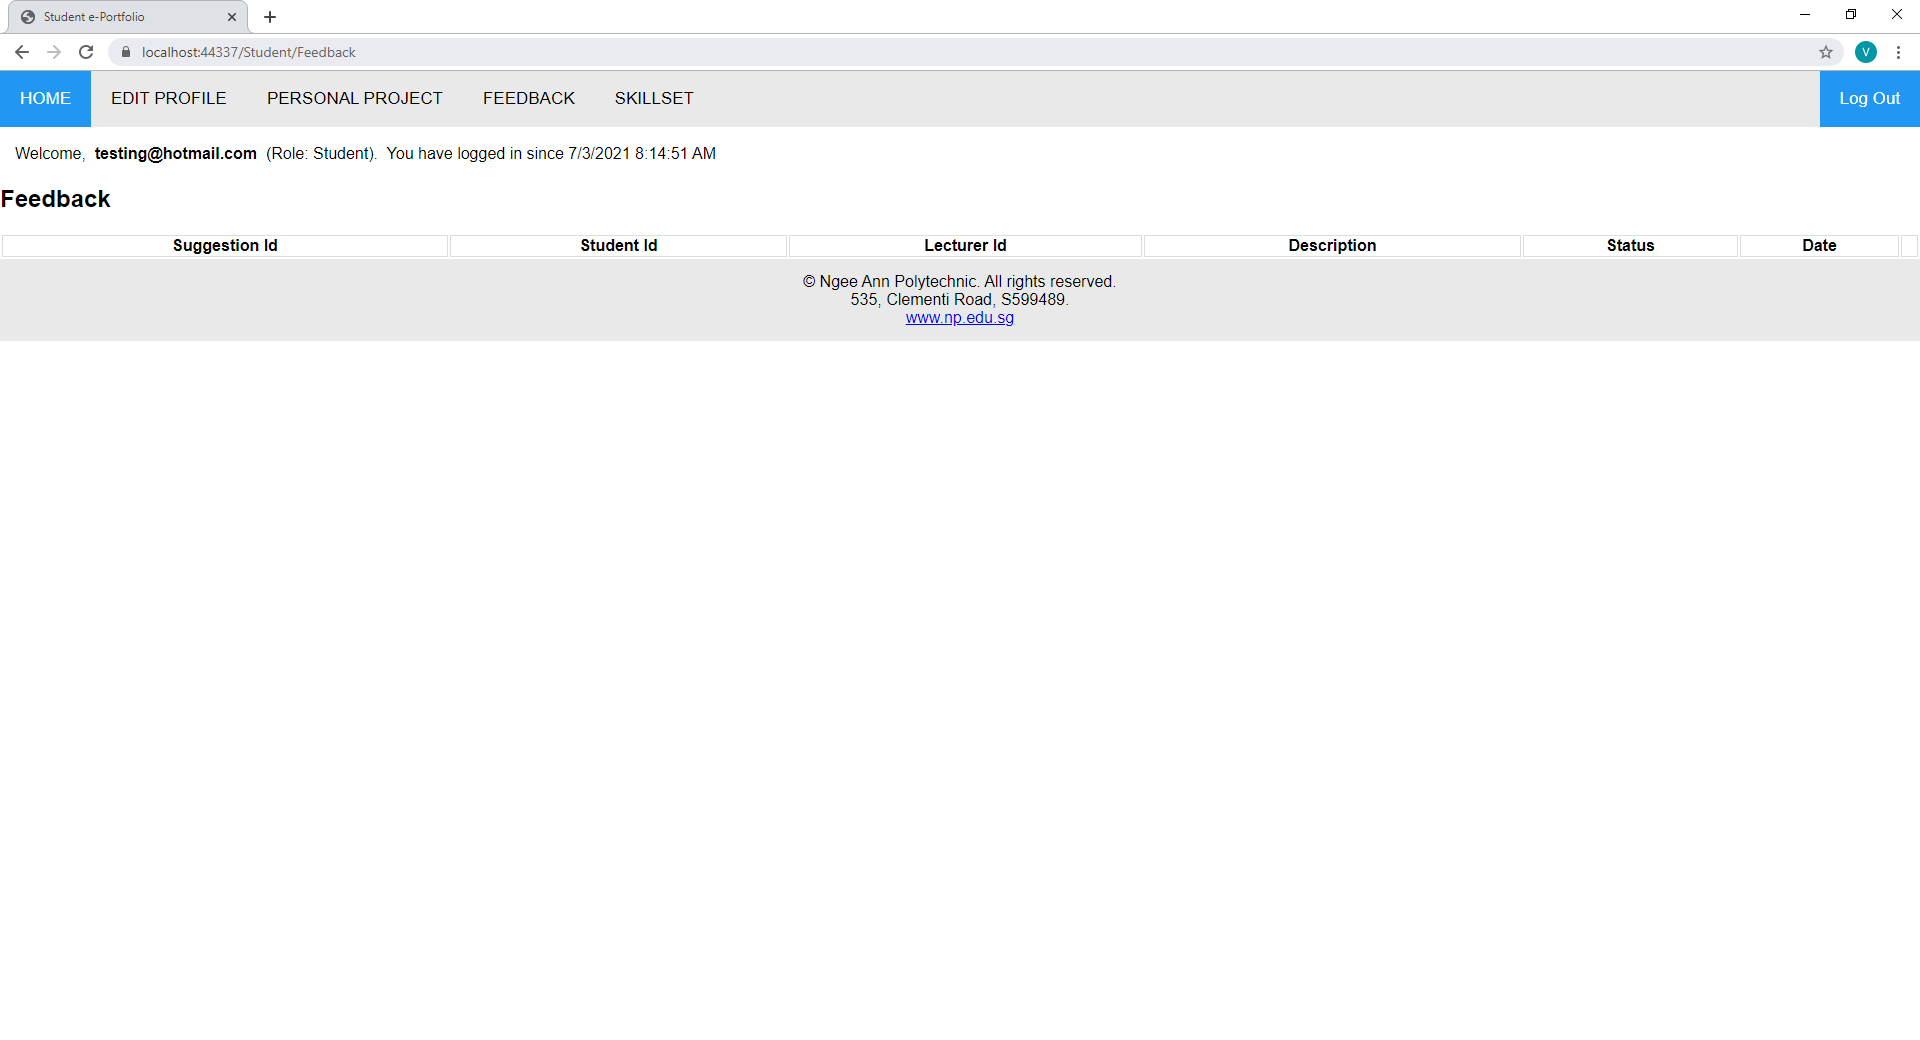 Student e-Portfolio
localhost:44337/Student/Feedback
V
HOME EDIT PROFILE PERSONAL PROJECT FEEDBACK SKILLSET Log Out
Welcome, testing@hotmail.com (Role: Student). You have logged in since 7/3/2021 8:14:51 AM
Feedback
Suggestion Id Student Id Lecturer Id Description Status Date
© Ngee Ann Polytechnic. All rights reserved.
535, Clementi Road, S599489.
www.np.edu.sg